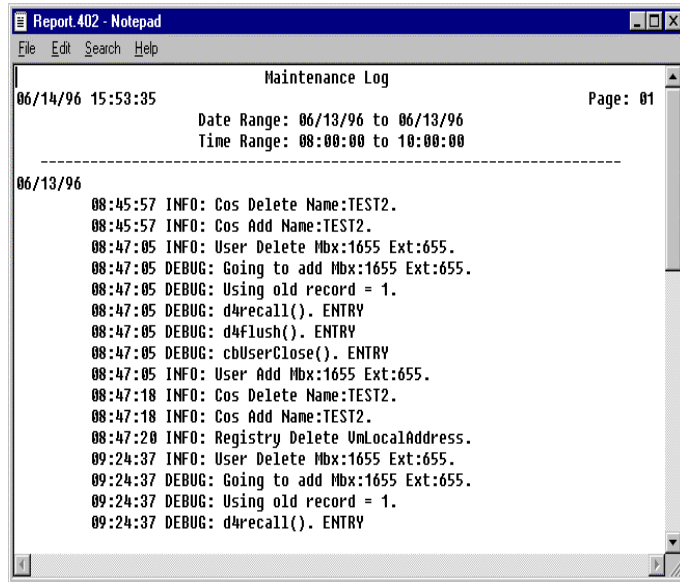 Report.402 - Notepad
File Edit Search Help
Maintenance Log
06/14/96 15:53:35 Page: 01
Date Range: 06/13/96 to 06/13/96
Time Range: 08:00:00 to 10:00:00
------------------------------------------------------------------------
06/13/96
08:45:57 INFO: Cos Delete Name:TEST2.
08:45:57 INFO: Cos Add Name:TEST2.
08:47:05 INFO: User Delete Mbx:1655 Ext:655.
08:47:05 DEBUG: Going to add Mbx:1655 Ext:655.
08:47:05 DEBUG: Using old record = 1.
08:47:05 DEBUG: d4recall(). ENTRY
08:47:05 DEBUG: d4flush(). ENTRY
08:47:05 DEBUG: cbUserClose(). ENTRY
08:47:05 INFO: User Add Mbx:1655 Ext:655.
08:47:18 INFO: Cos Delete Name:TEST2.
08:47:18 INFO: Cos Add Name:TEST2.
08:47:20 INFO: Registry Delete VmLocalAddress.
09:24:37 INFO: User Delete Mbx:1655 Ext:655.
09:24:37 DEBUG: Going to add Mbx:1655 Ext:655.
09:24:37 DEBUG: Using old record = 1.
09:24:37 DEBUG: d4recall(). ENTRY